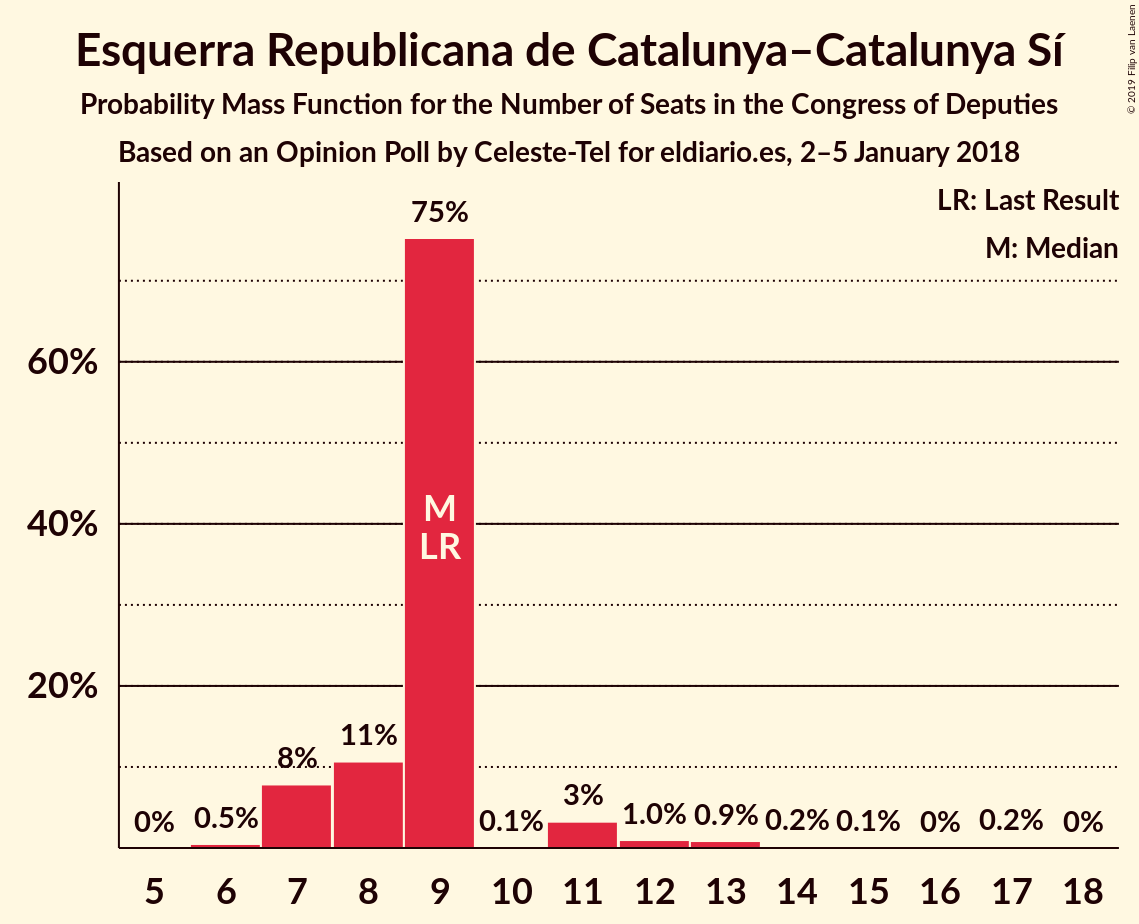 Esquerra Republicana de Catalunya–Catalunya Sí
Probability Mass Function for the Number of Seats in the Congress of Deputies
Based on an Opinion Poll by Celeste-Tel for eldiario.es, 2–5 January 2018
© 2019 Filip van Laenen
LR: Last Result
M: Median
75%
60%
40%
20%
M
LR
0%
0.5%
8%
11%
0.1%
3%
1.0%
0.9%
0.2%
0.1%
0%
0.2%
0%
5 6 7 8 9 10 11 12 13 14 15 16 17 18